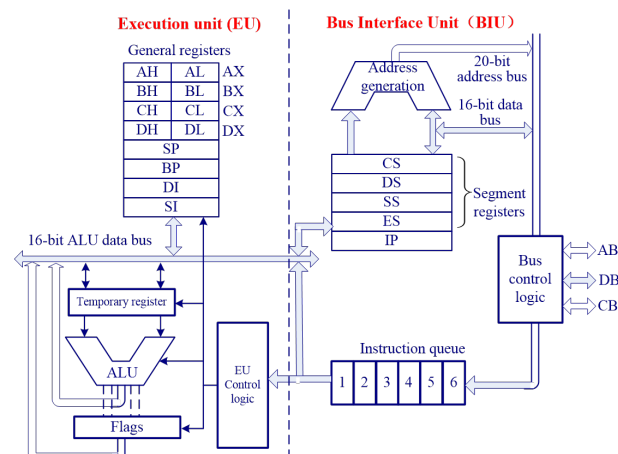 Execution unit (EU)
Bus Interface Unit（BIU）
General registers
AH AL AX
BH BL BX
CH CL CX
DH DL DX
SP
BP
DI
SI
16-bit ALU data bus
Temporary register
ALU
Flags
EU
Control
logic
Address
generation
20-bit
address bus
16-bit data
bus
CS
DS
SS
ES
IP
Segment
registers
Bus
control
logic
AB
DB
CB
Instruction queue
1 2 3 4 5 6